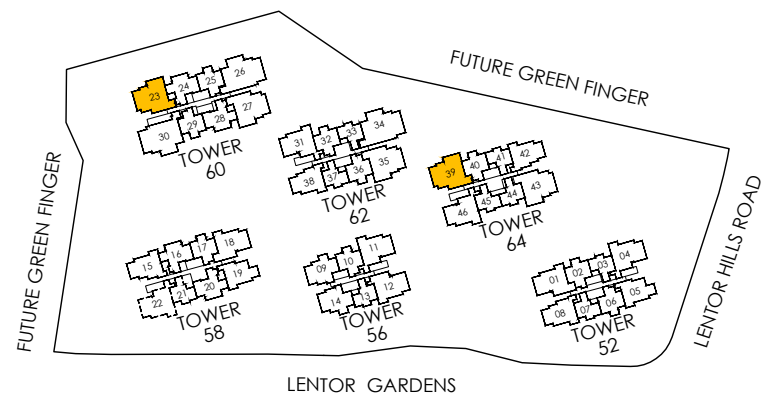 FUTURE GREEN FINGER
23 24 25 26
30 29 28 27
TOWER
60
31 32 33 34
38 37 36 35
TOWER
62
39 40 41 42
46 45 44 43
TOWER
64
FUTURE GREEN FINGER
LENTOR HILLS ROAD
15 16 17 18
22 21 20 19
TOWER
58
09 10 11
14 13 12
TOWER
56
01 02 03 04
08 07 06 05
TOWER
52
LENTOR GARDENS